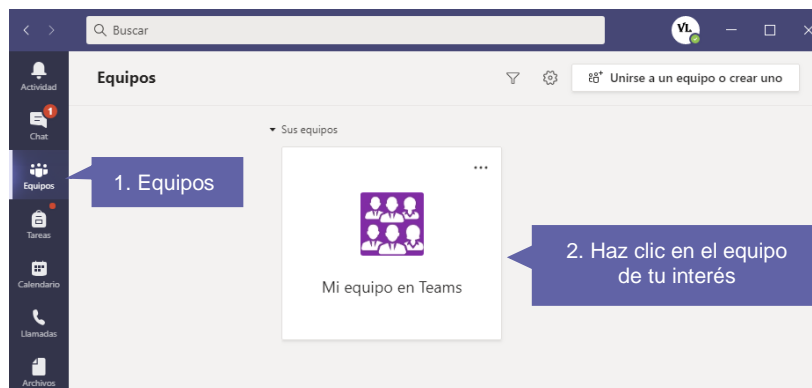 Buscar
VL
Actividad
Equipos
Unirse a un equipo o crear uno
1
Chat
Sus equipos
Equipos
1. Equipos
Tareas
2. Haz clic en el equipo
de tu interés
Calendario
Mi equipo en Teams
Llamadas
Archivos